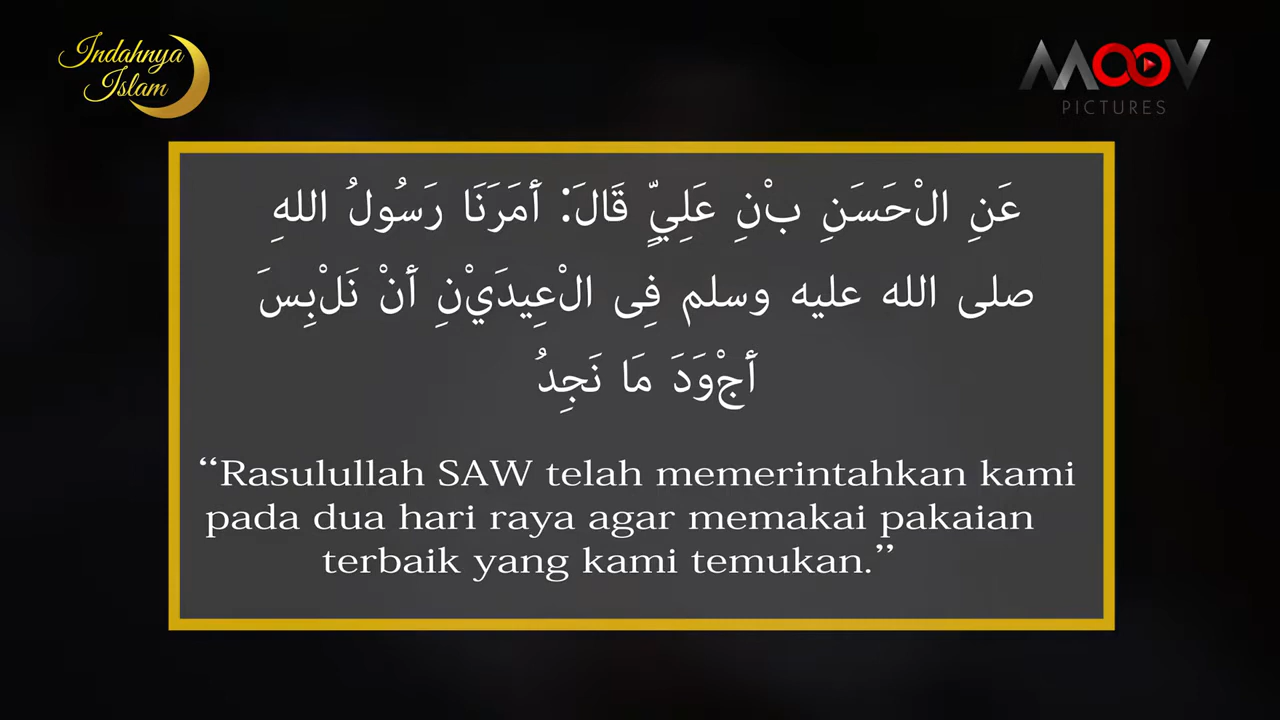 Indahnya
Islam
MOOV
PICTURES
عَنِ الْحَسَنِ بْنِ عَلِيٍّ قَالَ: أَمَرَنَا رَسُولُ اللهِ
صلى الله عليه وسلم فِى الْعِيدَيْنِ أَنْ نَلْبِسَ
أَجْوَدَ مَا نَجِدُ
“Rasulullah SAW telah memerintahkan kami
pada dua hari raya agar memakai pakaian
terbaik yang kami temukan.”